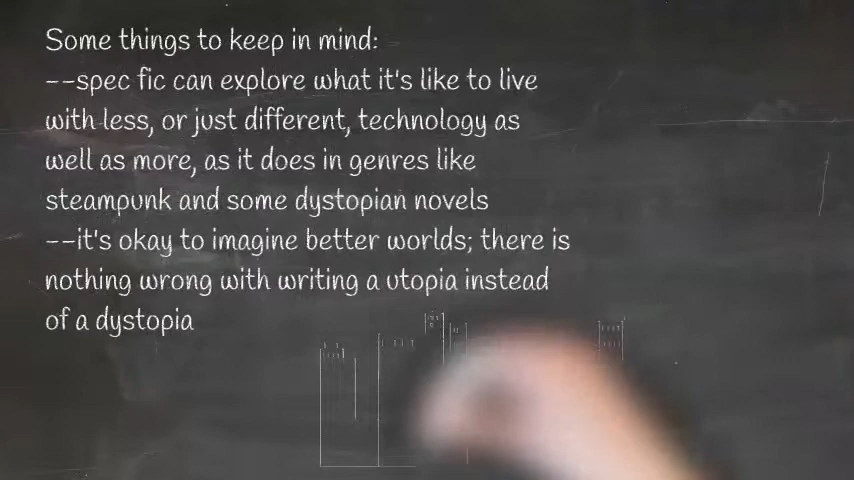 Some things to keep in mind:
--spec fic can explore what it's like to live
with less, or just different, technology as
well as more, as it does in genres like
steampunk and some dystopian novels
--it's okay to imagine better worlds; there is
nothing wrong with writing a utopia instead
of a dystopia